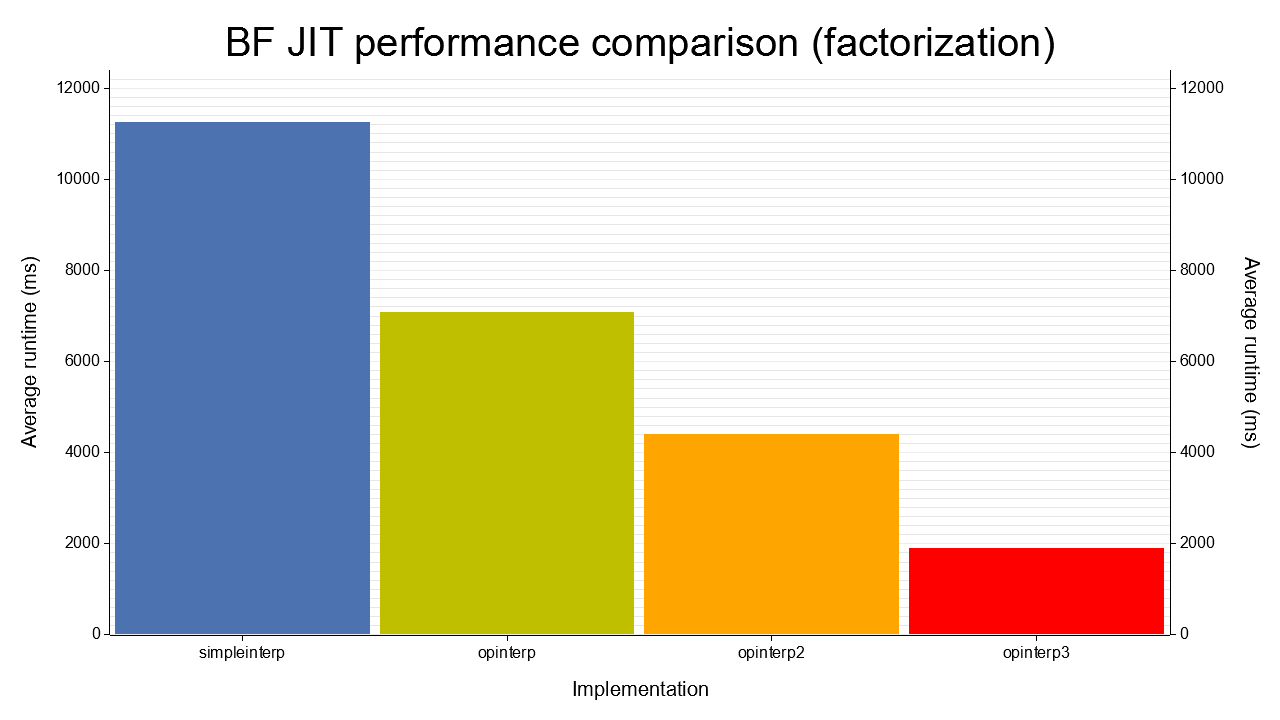 BF JIT performance comparison (factorization)
12000
10000
8000
6000
4000
2000
0
Average runtime (ms)
12000
10000
8000
6000
4000
2000
0
Average runtime (ms)
simpleinterp
opinterp
opinterp2
opinterp3
Implementation